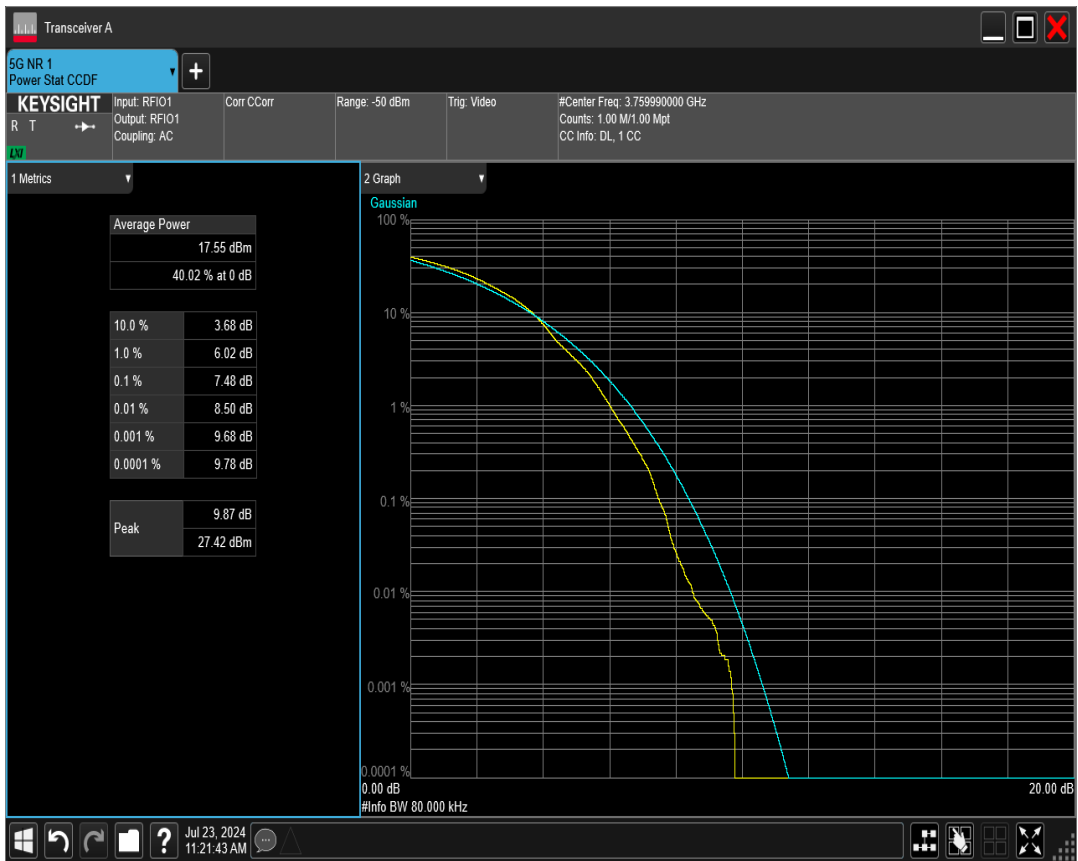 Transceiver A
5G NR 1
Power Stat CCDF
+
KEYSIGHT
R T
LXI
Input: RFIO1
Output: RFIO1
Coupling: AC
Corr CCorr
Range: -50 dBm
Trig: Video
#Center Freq: 3.759990000 GHz
Counts: 1.00 M/1.00 Mpt
CC Info: DL, 1 CC
1 Metrics
Average Power
17.55 dBm
40.02 % at 0 dB
10.0 % 3.68 dB
1.0 % 6.02 dB
0.1 % 7.48 dB
0.01 % 8.50 dB
0.001 % 9.68 dB
0.0001 % 9.78 dB
Peak 9.87 dB
27.42 dBm
2 Graph
Gaussian
100 %
10 %
1 %
0.1 %
0.01 %
0.001 %
0.0001 %
0.00 dB 20.00 dB
#Info BW 80.000 kHz
?
Jul 23, 2024
11:21:43 AM